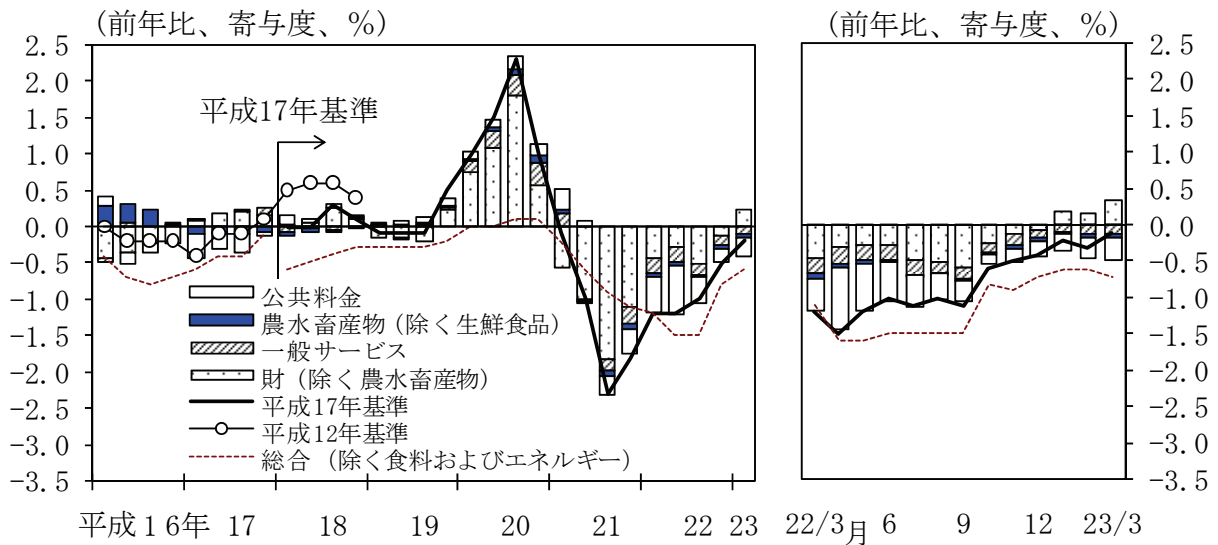 （前年比、寄与度、%）
2.5
2.0
1.5
1.0
0.5
0.0
-0.5
-1.0
-1.5
-2.0
-2.5
-3.0
-3.5
平成17年基準
公共料金
農水畜産物（除く生鮮食品）
一般サービス
財（除く農水畜産物）
平成17年基準
平成12年基準
総合（除く食料およびエネルギー）
平成１６年 17 18 19 20 21 22 23
（前年比、寄与度、%）
2.5
2.0
1.5
1.0
0.5
0.0
-0.5
-1.0
-1.5
-2.0
-2.5
-3.0
-3.5
22/3月 6 9 12 23/3